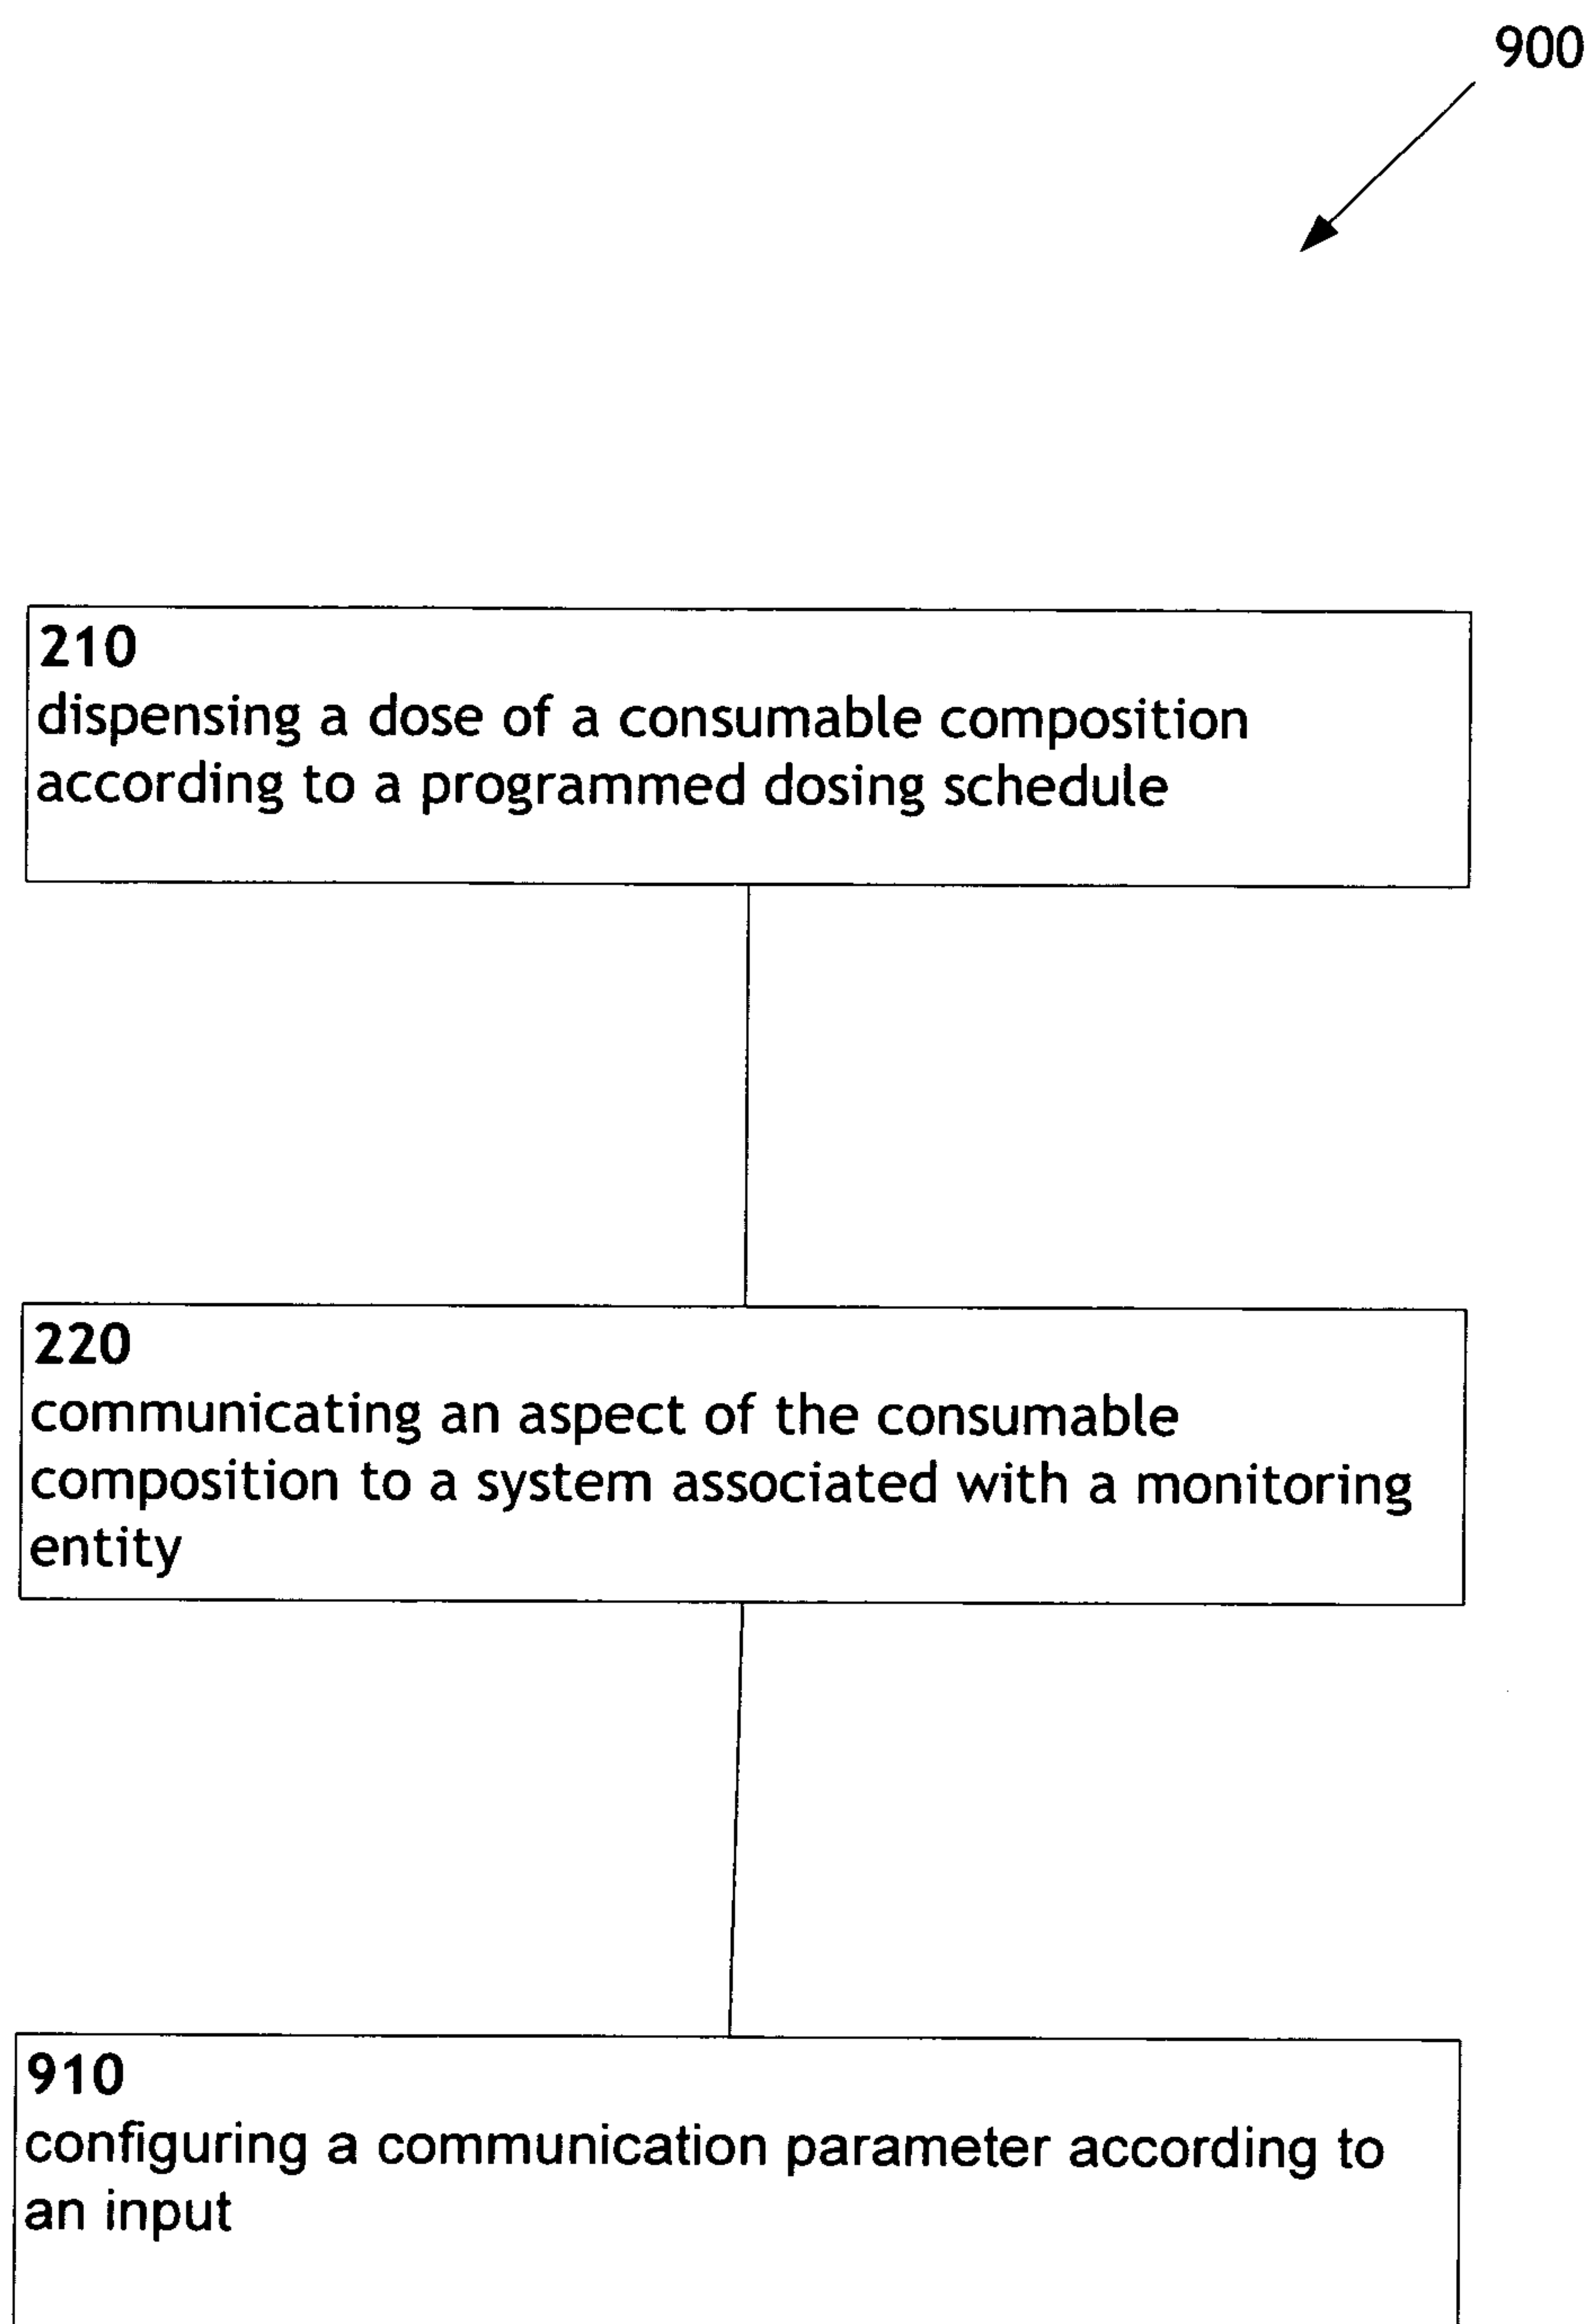 900
210
dispensing a dose of a consumable composition
according to a programmed dosing schedule
220
communicating an aspect of the consumable
composition to a system associated with a monitoring
entity
910
configuring a communication parameter according to
an input